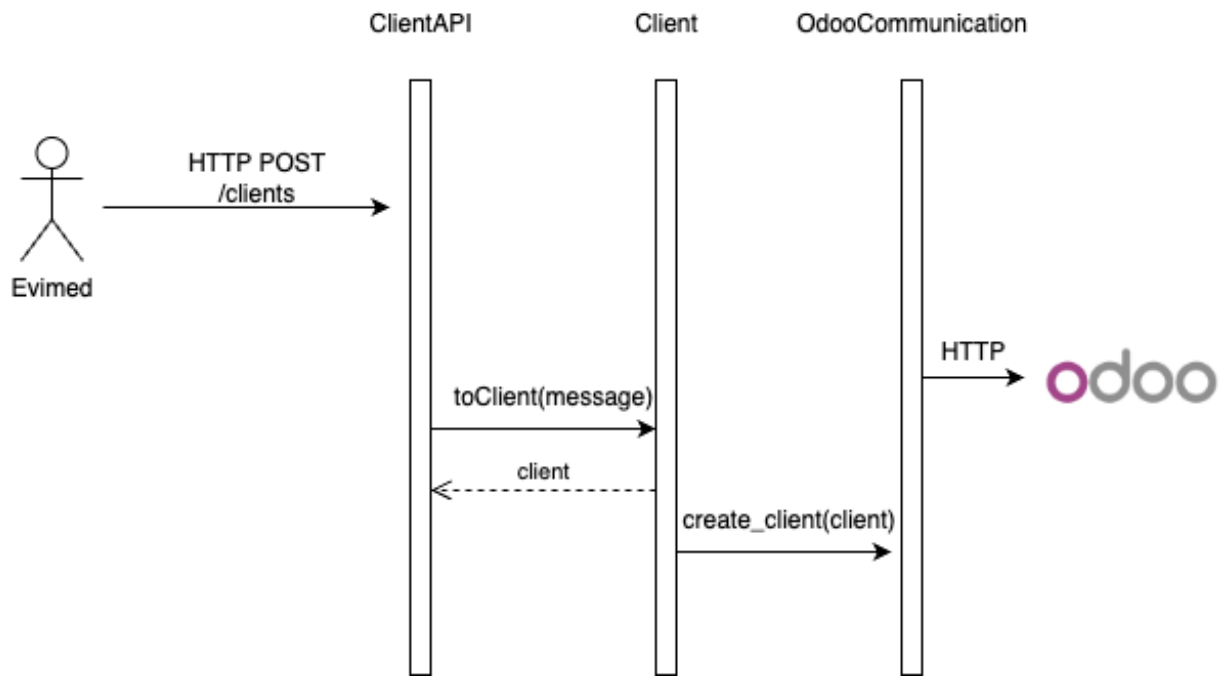 ClientAPI
Client
OdooCommunication
HTTP POST
/clients
Evimed
HTTP
odoo
toClient(message)
client
create_client(client)